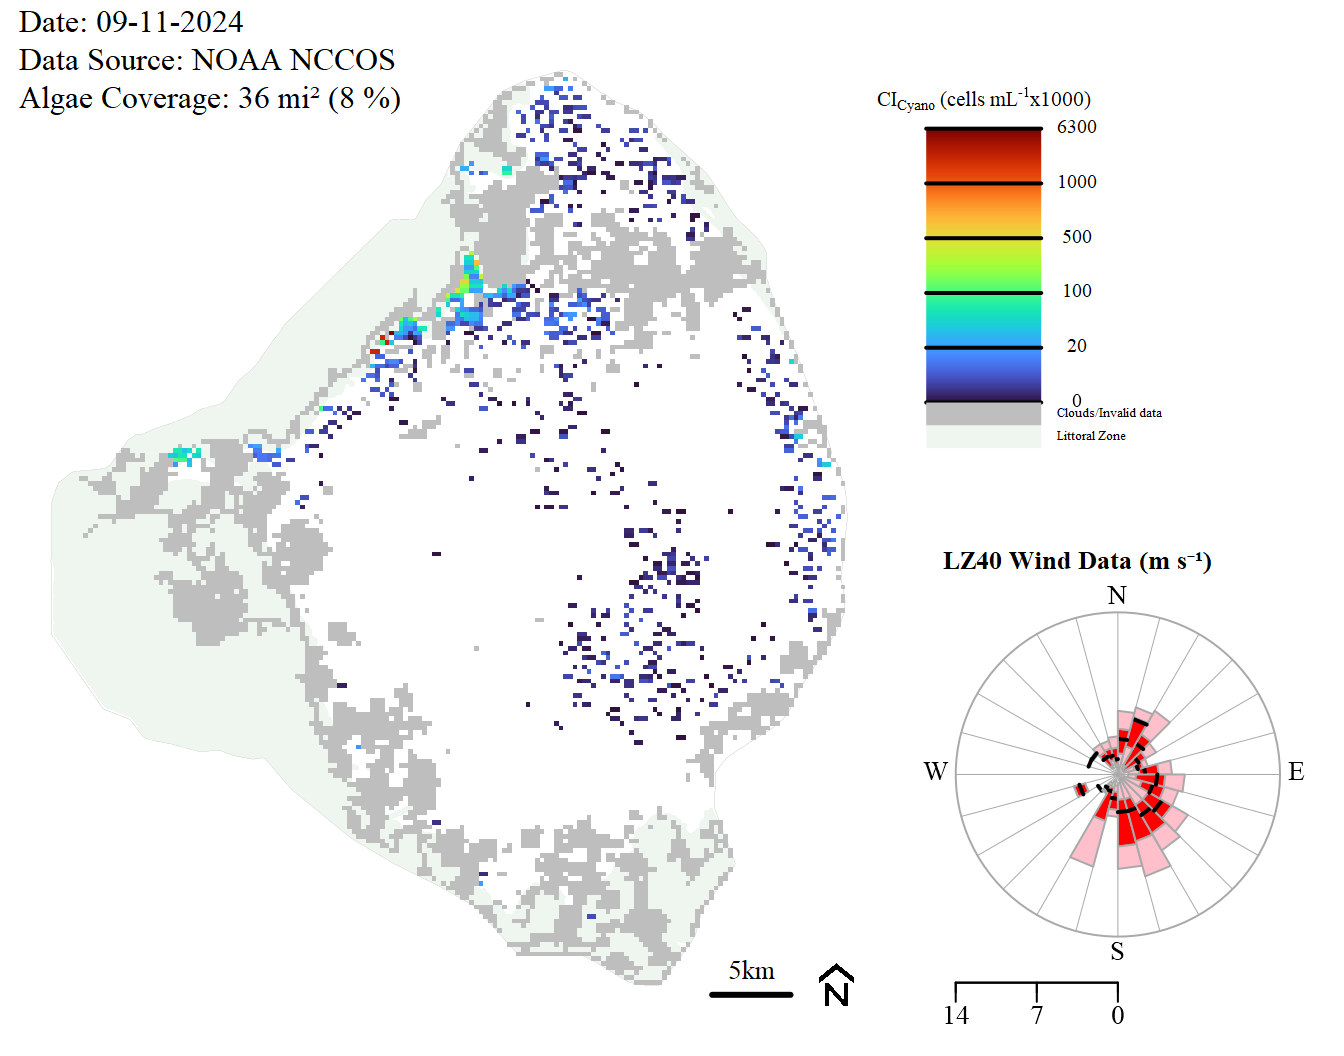 Date: 09-11-2024
Data Source: NOAA NCCOS
Algae Coverage: 36 mi² (8 %)
CICyano (cells mL⁻¹x1000)
6300
1000
500
100
20
0
Clouds/Invalid data
Littoral Zone
LZ40 Wind Data (m s⁻¹)
N
W
E
S
14
7
0
5km
N